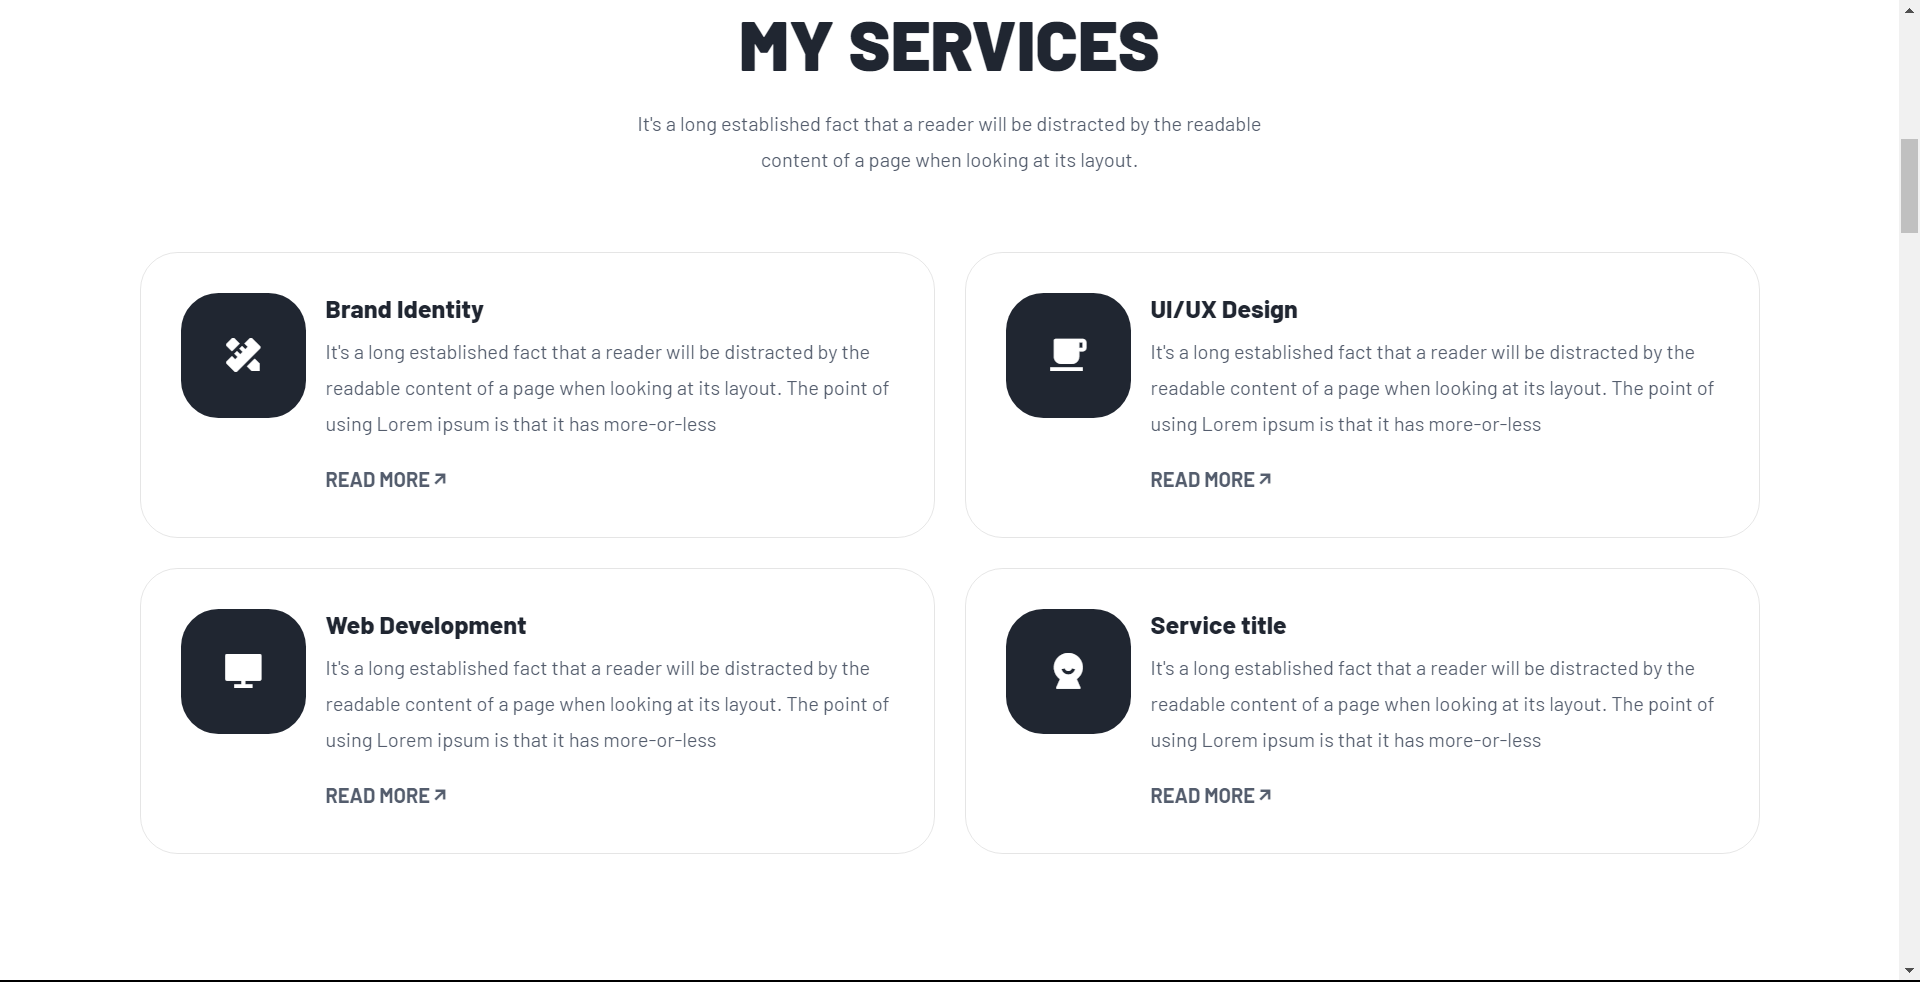 MY SERVICES
It's a long established fact that a reader will be distracted by the readable
content of a page when looking at its layout.
Brand Identity
It's a long established fact that a reader will be distracted by the
readable content of a page when looking at its layout. The point of
using Lorem ipsum is that it has more-or-less
READ MORE
UI/UX Design
It's a long established fact that a reader will be distracted by the
readable content of a page when looking at its layout. The point of
using Lorem ipsum is that it has more-or-less
READ MORE
Web Development
It's a long established fact that a reader will be distracted by the
readable content of a page when looking at its layout. The point of
using Lorem ipsum is that it has more-or-less
READ MORE
Service title
It's a long established fact that a reader will be distracted by the
readable content of a page when looking at its layout. The point of
using Lorem ipsum is that it has more-or-less
READ MORE